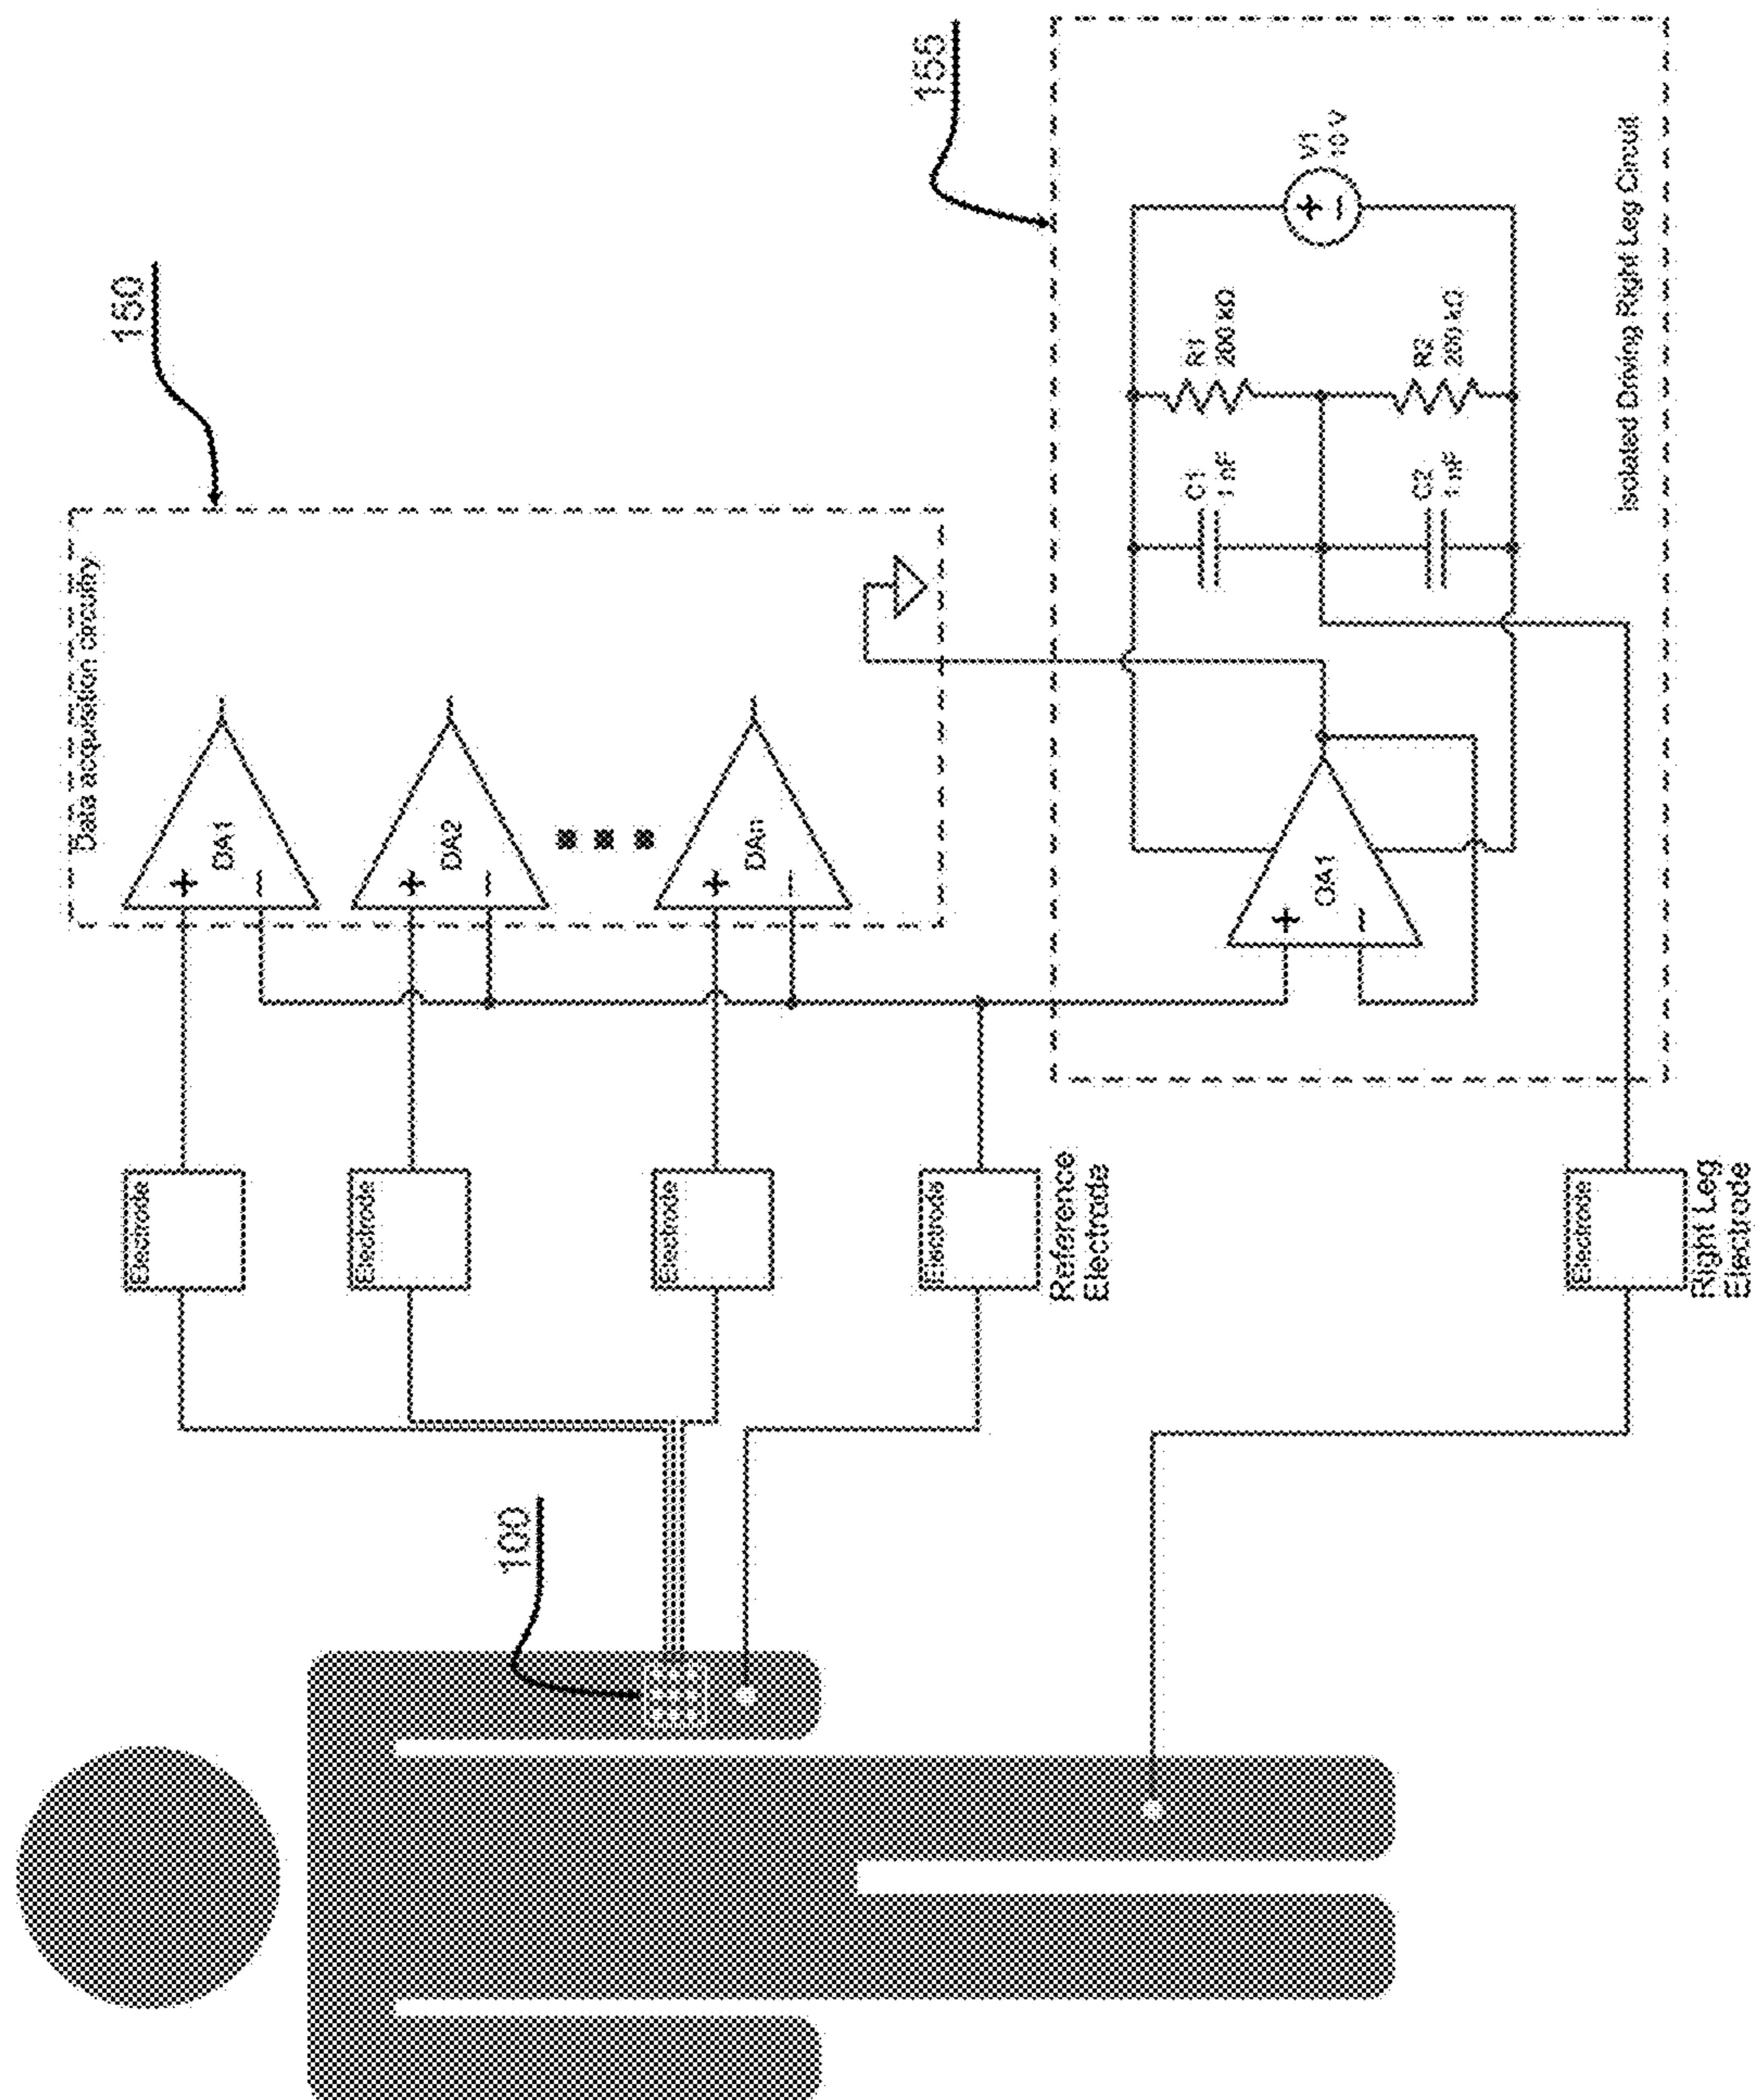 150
155
Data acquisition circuitry
DA1
+
−
DA2
+
−
DAn
+
−
V1
10 V
R1
200 kΩ
R2
200 kΩ
C1
1 nF
C2
1 nF
Isolated Driving Right Leg Circuit
OA1
+
−
+
−
Electrode
Electrode
Electrode
Electrode
Reference
Electrode
Electrode
Right Leg
Electrode
100